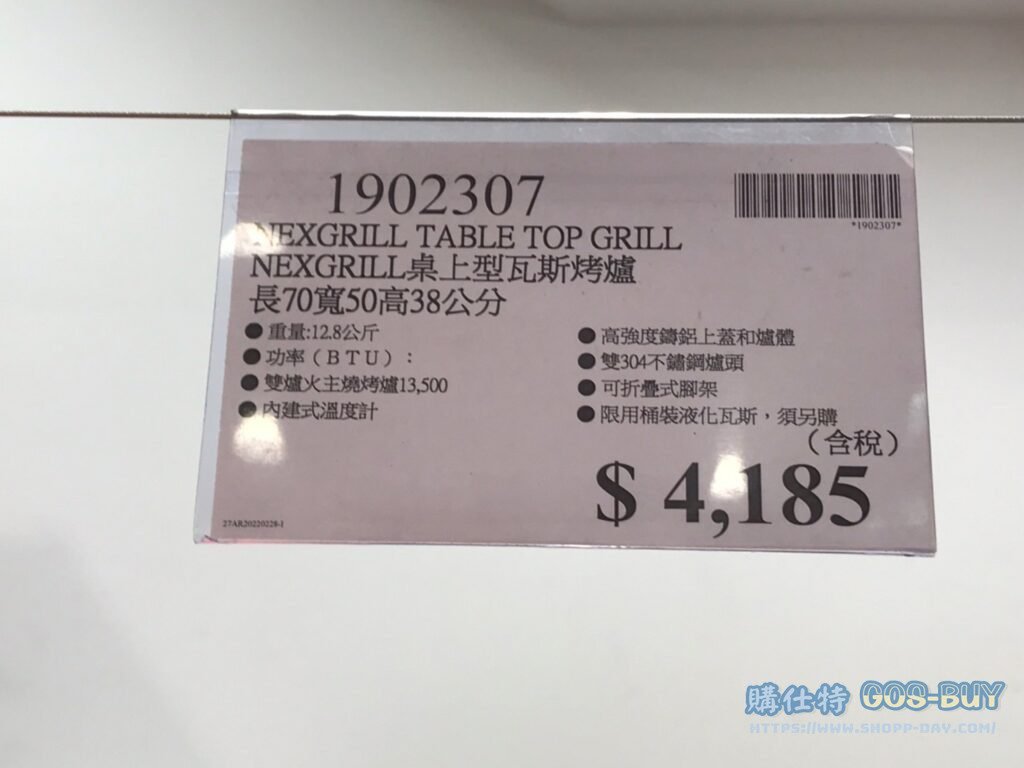 1902307
*1902307*
NEXGRILL TABLE TOP GRILL
NEXGRILL桌上型瓦斯烤爐
長70寬50高38公分
●重量:12.8公斤
●功率（BTU）：
●雙爐火主燒烤爐13,500
●內建式溫度計
●高強度鑄鋁上蓋和爐體
●雙304不鏽鋼爐頭
●可折疊式腳架
●限用桶裝液化瓦斯，須另購
（含稅）
$ 4,185
27AR20220228-1
購仕特 GOS-BUY
HTTPS://WWW.SHOPP-DAY.COM/